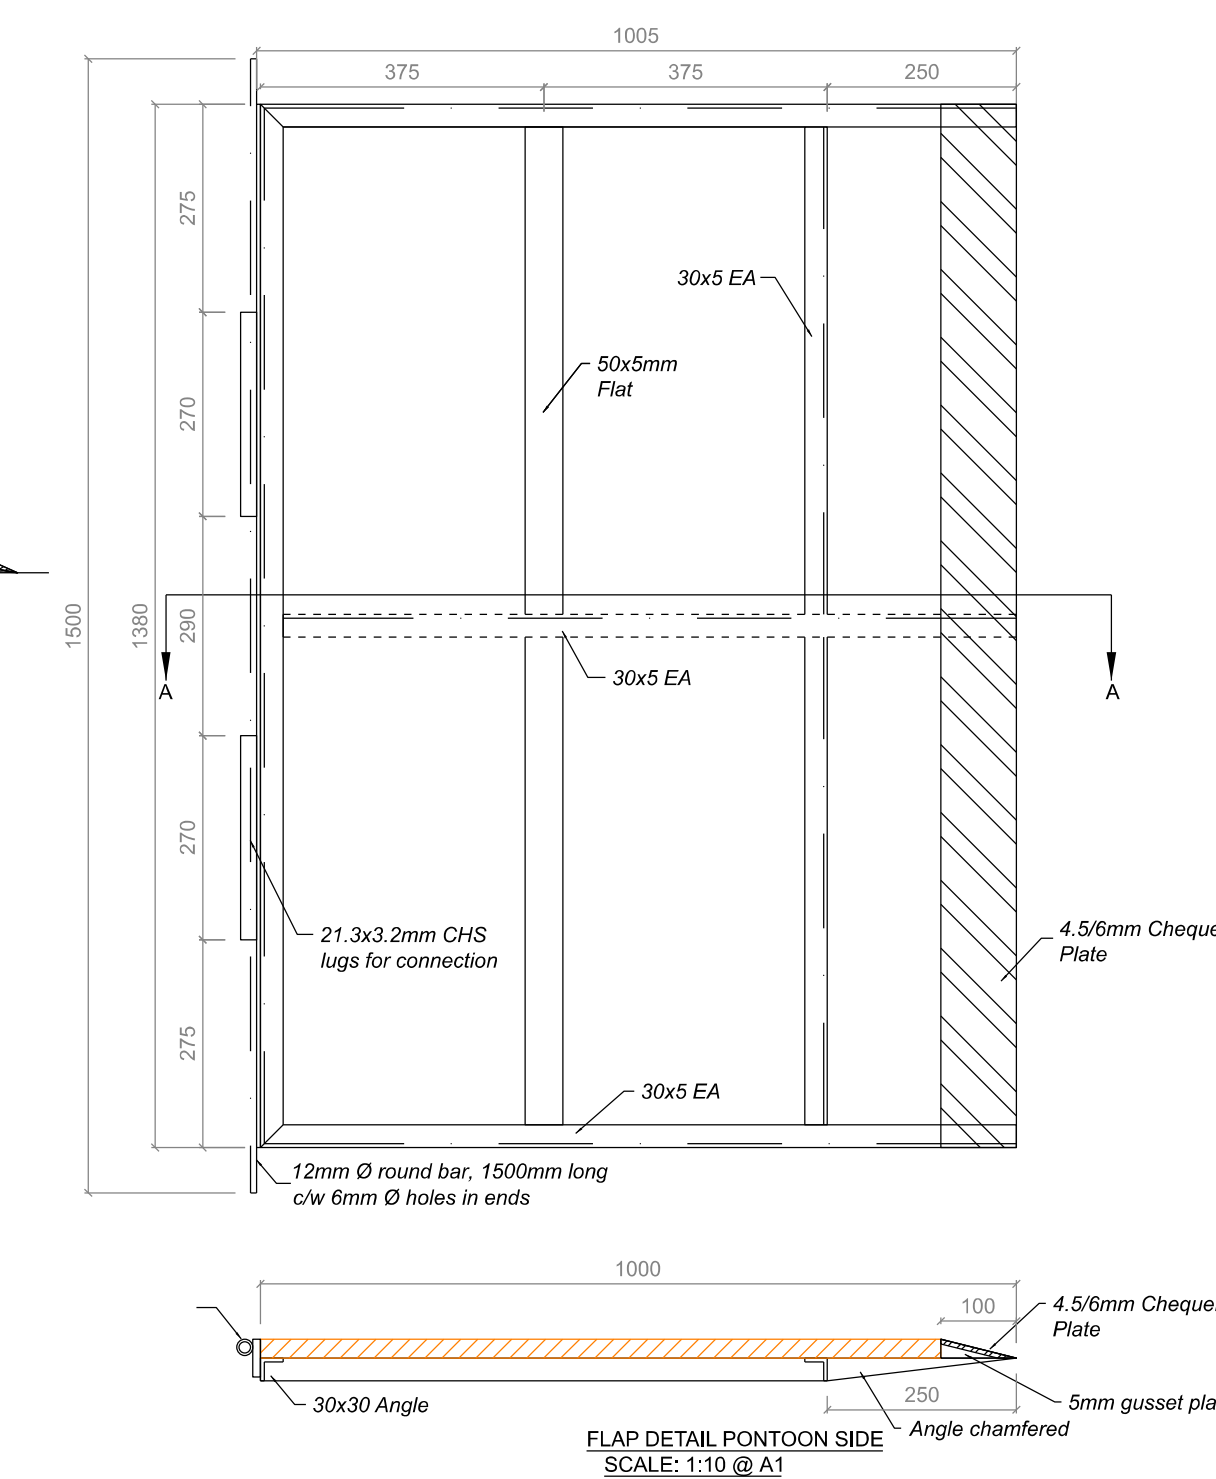 1005
375
375
250
275
30x5 EA
50x5mm
Flat
270
1500
1380
290
A
A
30x5 EA
270
21.3x3.2mm CHS
lugs for connection
4.5/6mm Cheque
Plate
275
30x5 EA
12mm Ø round bar, 1500mm long
c/w 6mm Ø holes in ends
1000
100
4.5/6mm Cheque
Plate
30x30 Angle
250
5mm gusset pla
Angle chamfered
FLAP DETAIL PONTOON SIDE
SCALE: 1:10 @ A1